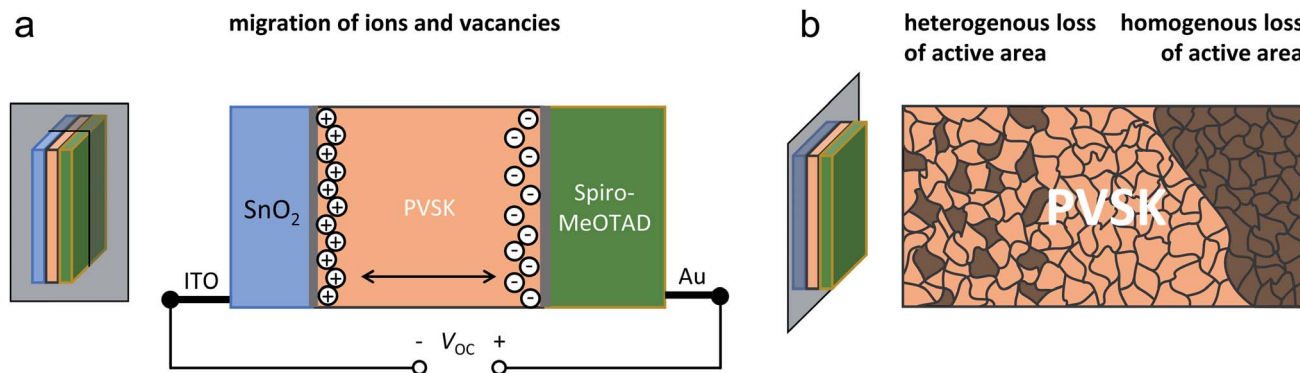 a
migration of ions and vacancies
SnO₂
PVSK
Spiro-
MeOTAD
ITO
Au
- V_OC +
b
heterogenous loss
of active area
homogenous loss
of active area
PVSK